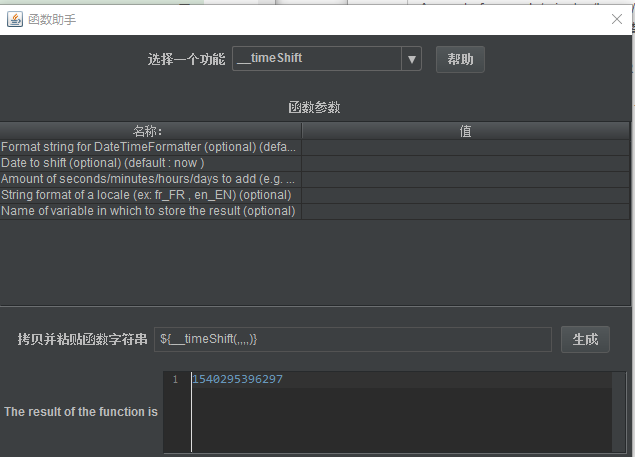 函数助手
选择一个功能 __timeShift 帮助
函数参数
名称: 值
Format string for DateTimeFormatter (optional) (defa...
Date to shift (optional) (default : now )
Amount of seconds/minutes/hours/days to add (e.g. ...
String format of a locale (ex: fr_FR , en_EN) (optional)
Name of variable in which to store the result (optional)
拷贝并粘贴函数字符串 ${__timeShift(,,,,)} 生成
1 1540295396297
The result of the function is